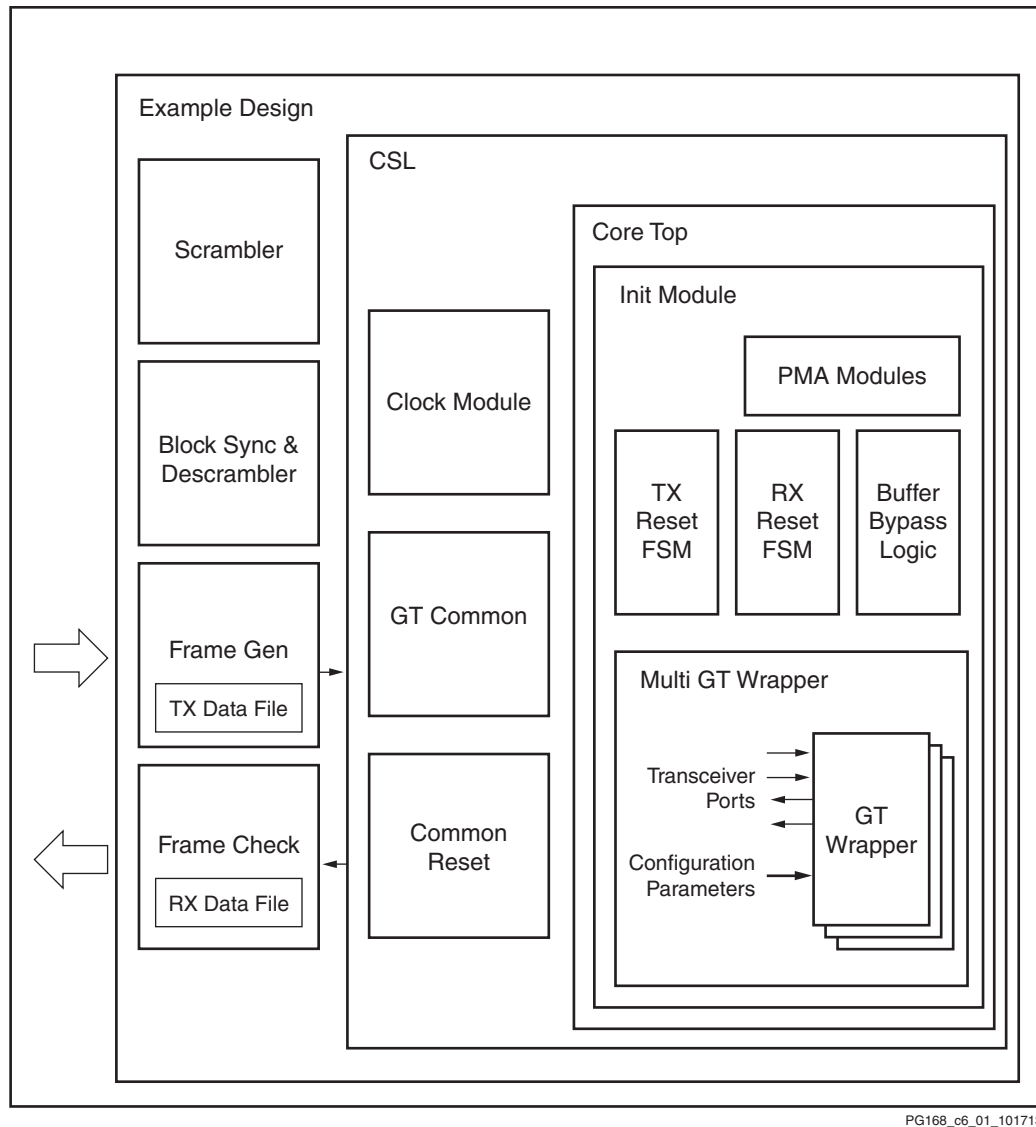 Example Design
Scrambler
Block Sync &
Descrambler
Frame Gen
TX Data File
Frame Check
RX Data File
CSL
Clock Module
GT Common
Common
Reset
Core Top
Init Module
PMA Modules
TX
Reset
FSM
RX
Reset
FSM
Buffer
Bypass
Logic
Multi GT Wrapper
Transceiver
Ports
Configuration
Parameters
GT
Wrapper